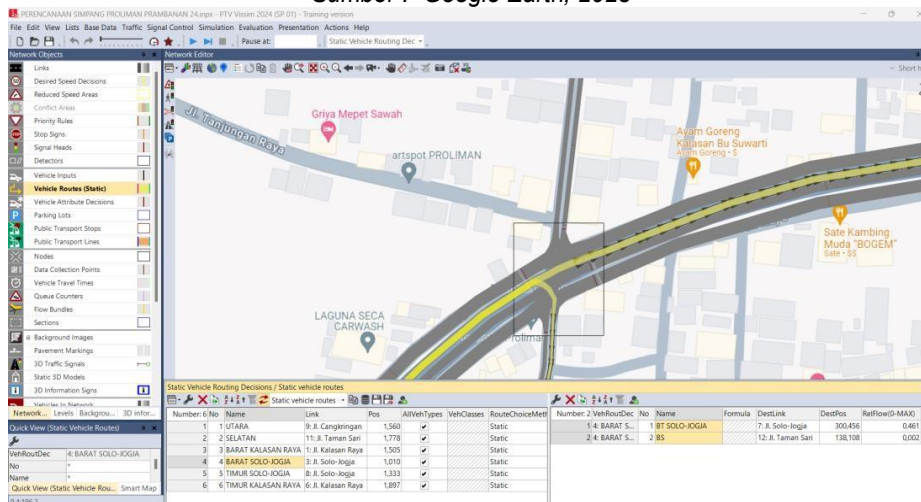 Sumber : Google Earth, 2023
PERENCANAAN SIMPANG PROLIMAN PRAMBANAN 24.inpx - PTV Vissim 2024 (SP 01) - Training version
File Edit View Lists Base Data Traffic Signal Control Simulation Evaluation Presentation Actions Help
Pause at: Static Vehicle Routing Dec
Network Objects
Network Editor
Links
Desired Speed Decisions
Reduced Speed Areas
Conflict Areas
Priority Rules
Stop Signs
Signal Heads
Detectors
Vehicle Inputs
Vehicle Routes (Static)
Vehicle Attribute Decisions
Parking Lots
Public Transport Stops
Public Transport Lines
Nodes
Data Collection Points
Vehicle Travel Times
Queue Counters
Flow Bundles
Sections
Background Images
Pavement Markings
3D Traffic Signals
Static 3D Models
3D Information Signs
Vehicles In Network
Network... Levels Backgrou... 3D infor...
Quick View (Static Vehicle Routes)
VehRoutDec 4: BARAT SOLO-JOGJA
No *
Name *
Quick View (Static Vehicle Rou... Smart Map
Short h
Jl. Tanjungan Raya
Griya Mepet Sawah
artspot PROLIMAN
Ayam Goreng
Kalasan Bu Suwarti
Ayam Goreng • $
Sate Kambing
Muda "BOGEM"
Sate • $$
LAGUNA SECA
CARWASH
Static Vehicle Routing Decisions / Static vehicle routes
Static vehicle routes
Number: 6 No Name Link Pos AllVehTypes VehClasses RouteChoiceMeth
1 1 UTARA 9: Jl. Cangkringan 1,560 Static
2 2 SELATAN 11: Jl. Taman Sari 1,778 Static
3 3 BARAT KALASAN RAYA 1: Jl. Kalasan Raya 1,505 Static
4 4 BARAT SOLO-JOGJA 3: Jl. Solo-Jogja 1,010 Static
5 5 TIMUR SOLO-JOGJA 8: Jl. Solo-Jogja 1,333 Static
6 6 TIMUR KALASAN RAYA 6: Jl. Kalasan Raya 1,897 Static
Number: 2 VehRoutDec No Name Formula DestLink DestPos RelFlow(0-MAX)
1 4: BARAT S... 1 BT SOLO-JOGJA 7: Jl. Solo-Jogja 300,456 0,461
2 4: BARAT S... 2 BS 12: Jl. Taman Sari 138,108 0,002